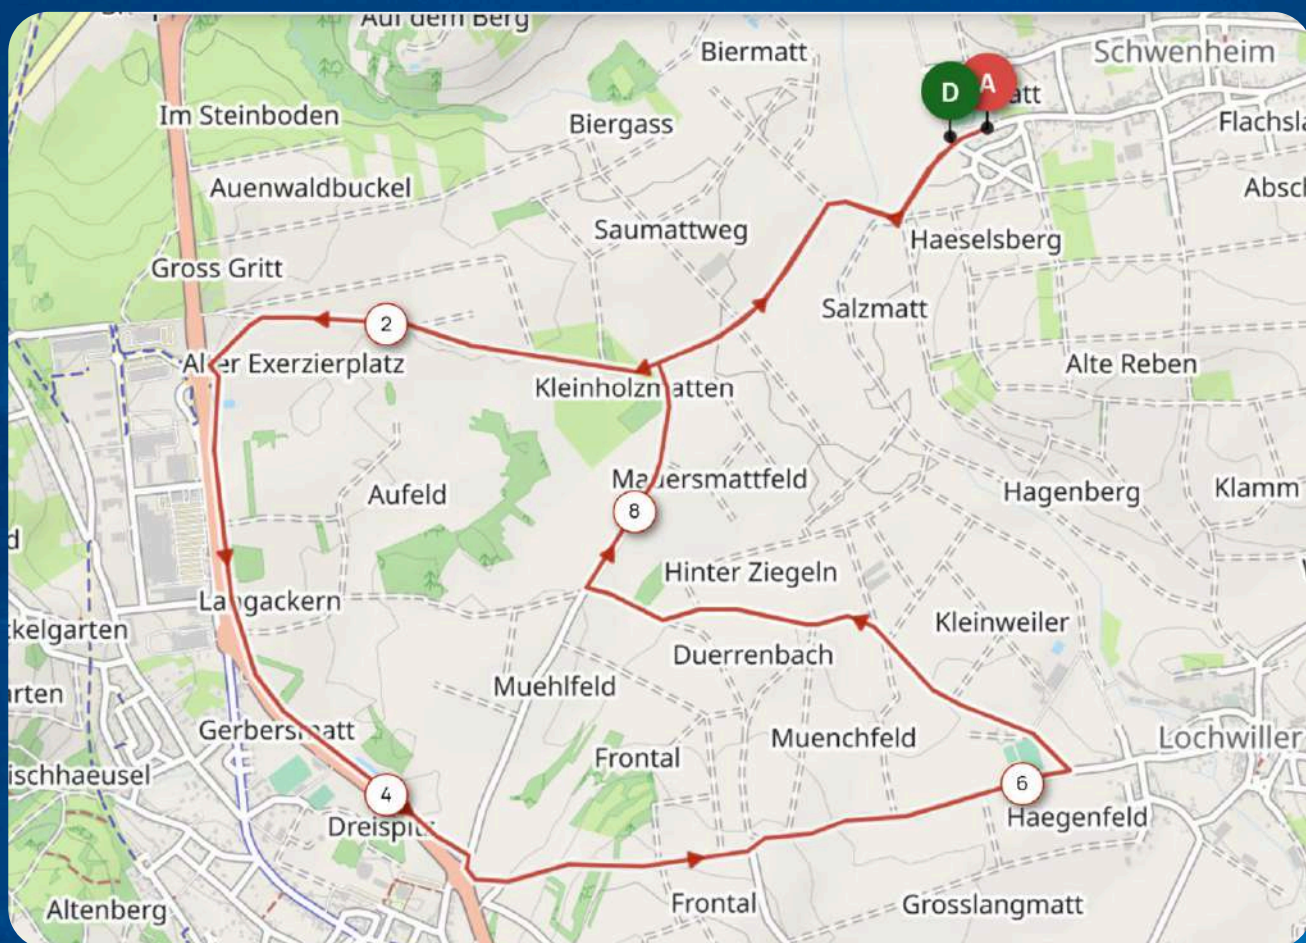 Auf dem Berg
Biermatt
Schwenheim
D
A
Im Steinboden
Biergass
Auenwaldbuckel
Saumattweg
Haeselsberg
Gross Gritt
Salzmatt
2
Alter Exerzierplatz
Kleinholzmatten
Alte Reben
Aufeld
Mauersmattfeld
Hagenberg
Klamm
8
Hinter Ziegeln
Langackern
Kleinweiler
Duerrenbach
Muehlfeld
Gerbersmatt
Muenchfeld
Lochwiller
Frontal
6
4
Haegenfeld
Dreispitz
Altenberg
Frontal
Grosslangmatt